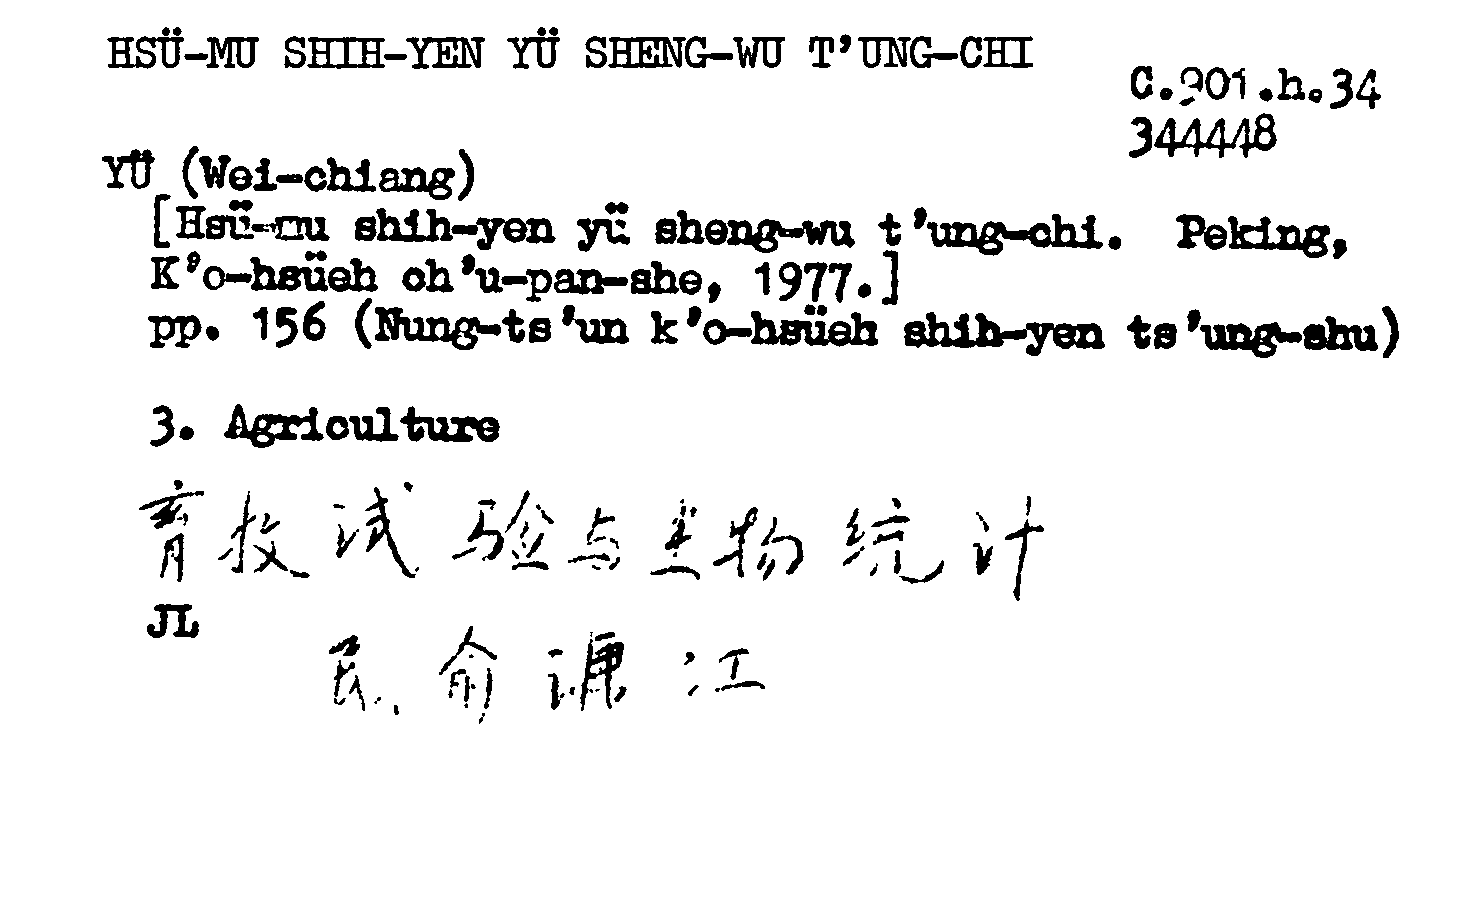 HSÜ-MU SHIH-YEN YÜ SHENG-WU T'UNG-CHI
C.901.h.34
344448
YÜ (Wei-chiang)
[Hsü-mu shih-yen yü sheng-wu t'ung-chi. Peking,
K'o-hsüeh ch'u-pan-she, 1977.]
pp. 156 (Nung-ts'un k'o-hsüeh shih-yen ts'ung-shu)
3. Agriculture
育牧试验与生物统计
JL
俞 江